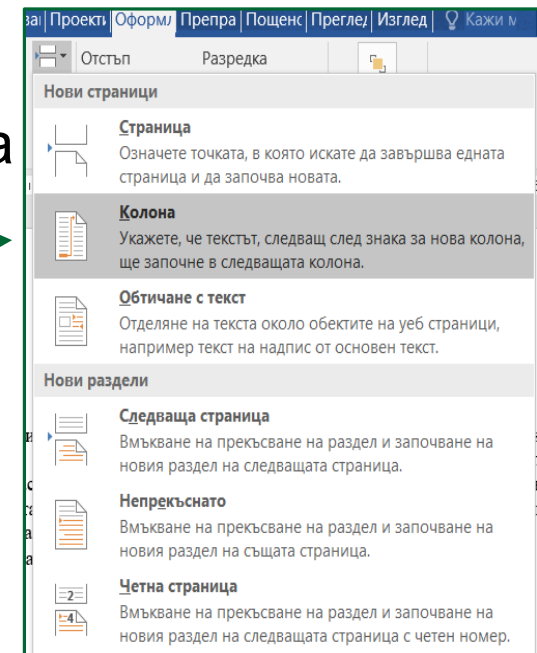 Проекти Оформ Препра Пощенс Преглед Изглед Кажи м
Отстъп Разредка
Нови страници
Страница
Означете точката, в която искате да завършва едната
страница и да започва новата.
а
Колона
Укажете, че текстът, следващ след знака за нова колона,
ще започне в следващата колона.
Обтичане с текст
Отделяне на текста около обектите на уеб страници,
например текст на надпис от основен текст.
Нови раздели
Следваща страница
Вмъкване на прекъсване на раздел и започване на
новия раздел на следващата страница.
Непрекъснато
Вмъкване на прекъсване на раздел и започване на
новия раздел на същата страница.
Четна страница
Вмъкване на прекъсване на раздел и започване на
новия раздел на следващата страница с четен номер.